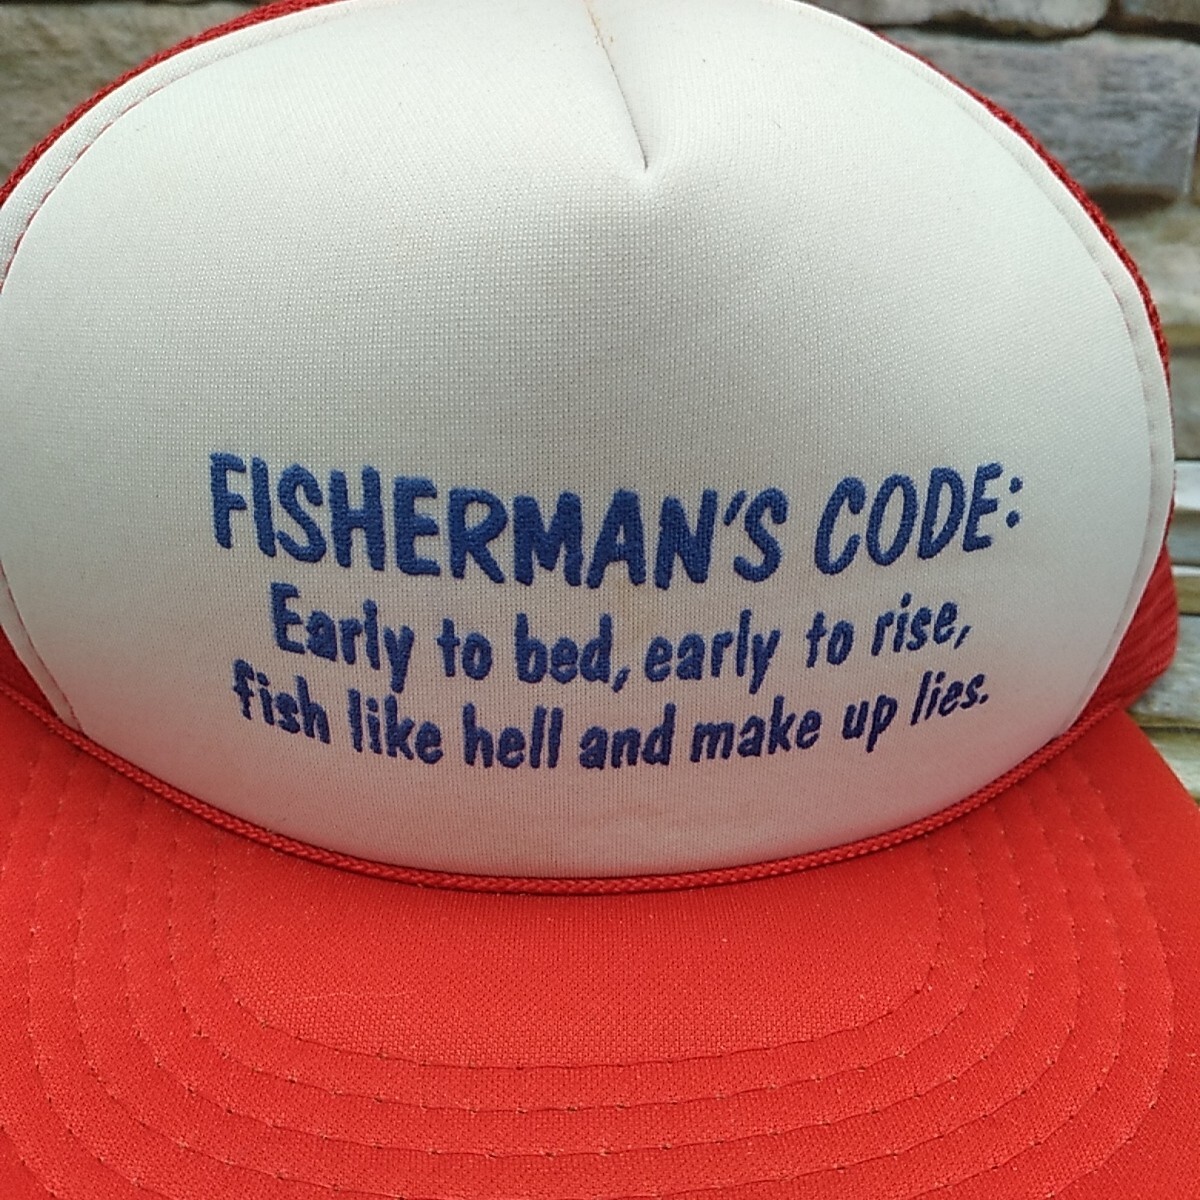 FISHERMAN'S CODE:
Early to bed, early to rise,
fish like hell and make up lies.